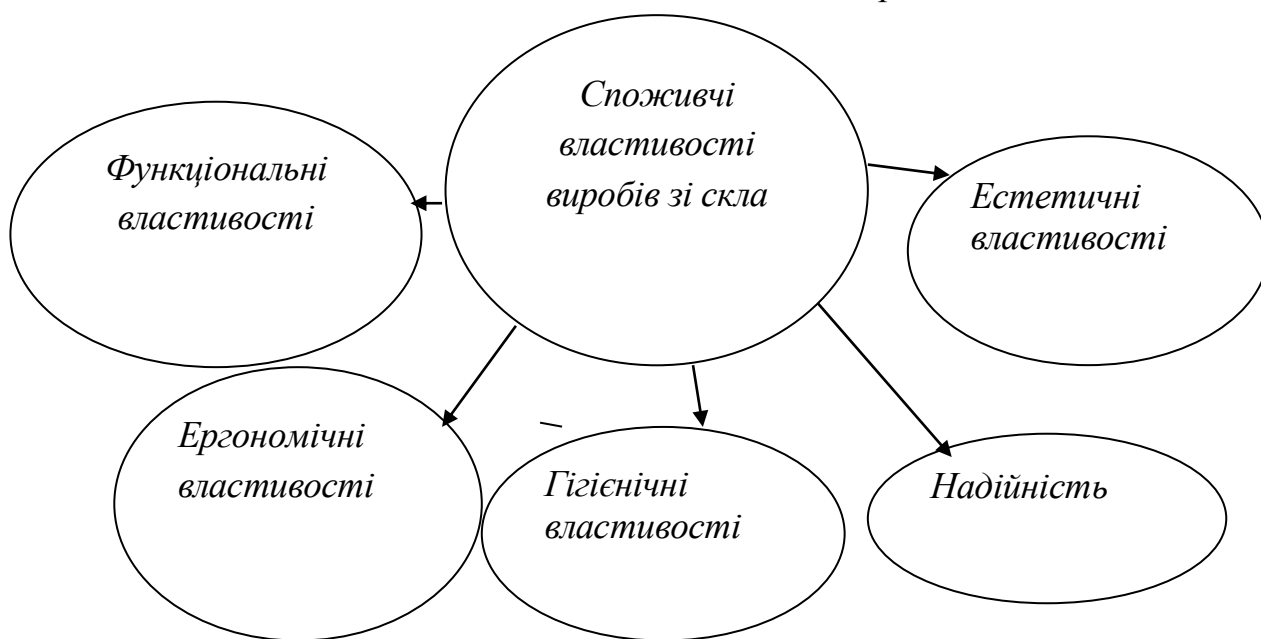 Споживчі
властивості
виробів зі скла
Функціональні
властивості
Естетичні
властивості
Ергономічні
властивості
Гігієнічні
властивості
Надійність